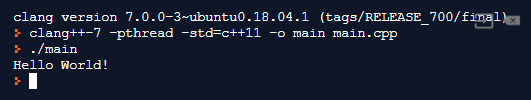 clang version 7.0.0-3~ubuntu0.18.04.1 (tags/RELEASE_700/final)
> clang++-7 -pthread -std=c++11 -o main main.cpp
> ./main
Hello World!
>